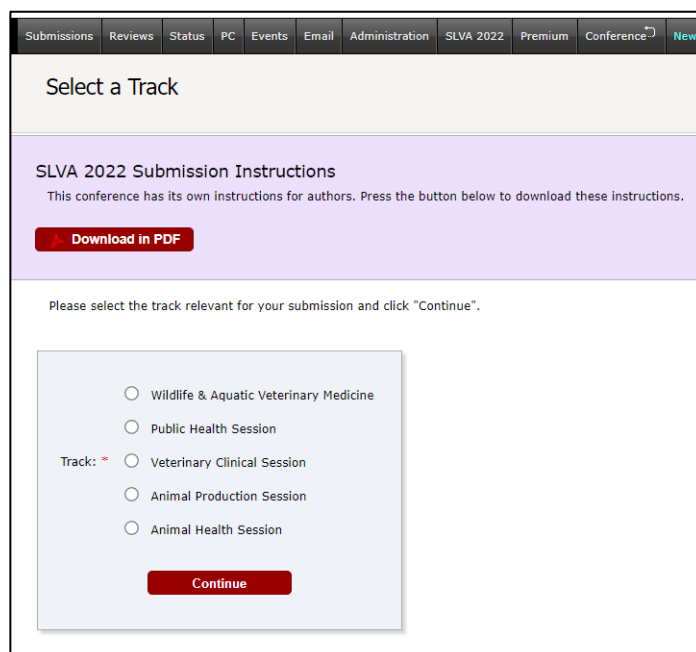 Submissions Reviews Status PC Events Email Administration SLVA 2022 Premium Conference New
Select a Track
SLVA 2022 Submission Instructions
This conference has its own instructions for authors. Press the button below to download these instructions.
Download in PDF
Please select the track relevant for your submission and click "Continue".
Wildlife & Aquatic Veterinary Medicine
Public Health Session
Track: * Veterinary Clinical Session
Animal Production Session
Animal Health Session
Continue